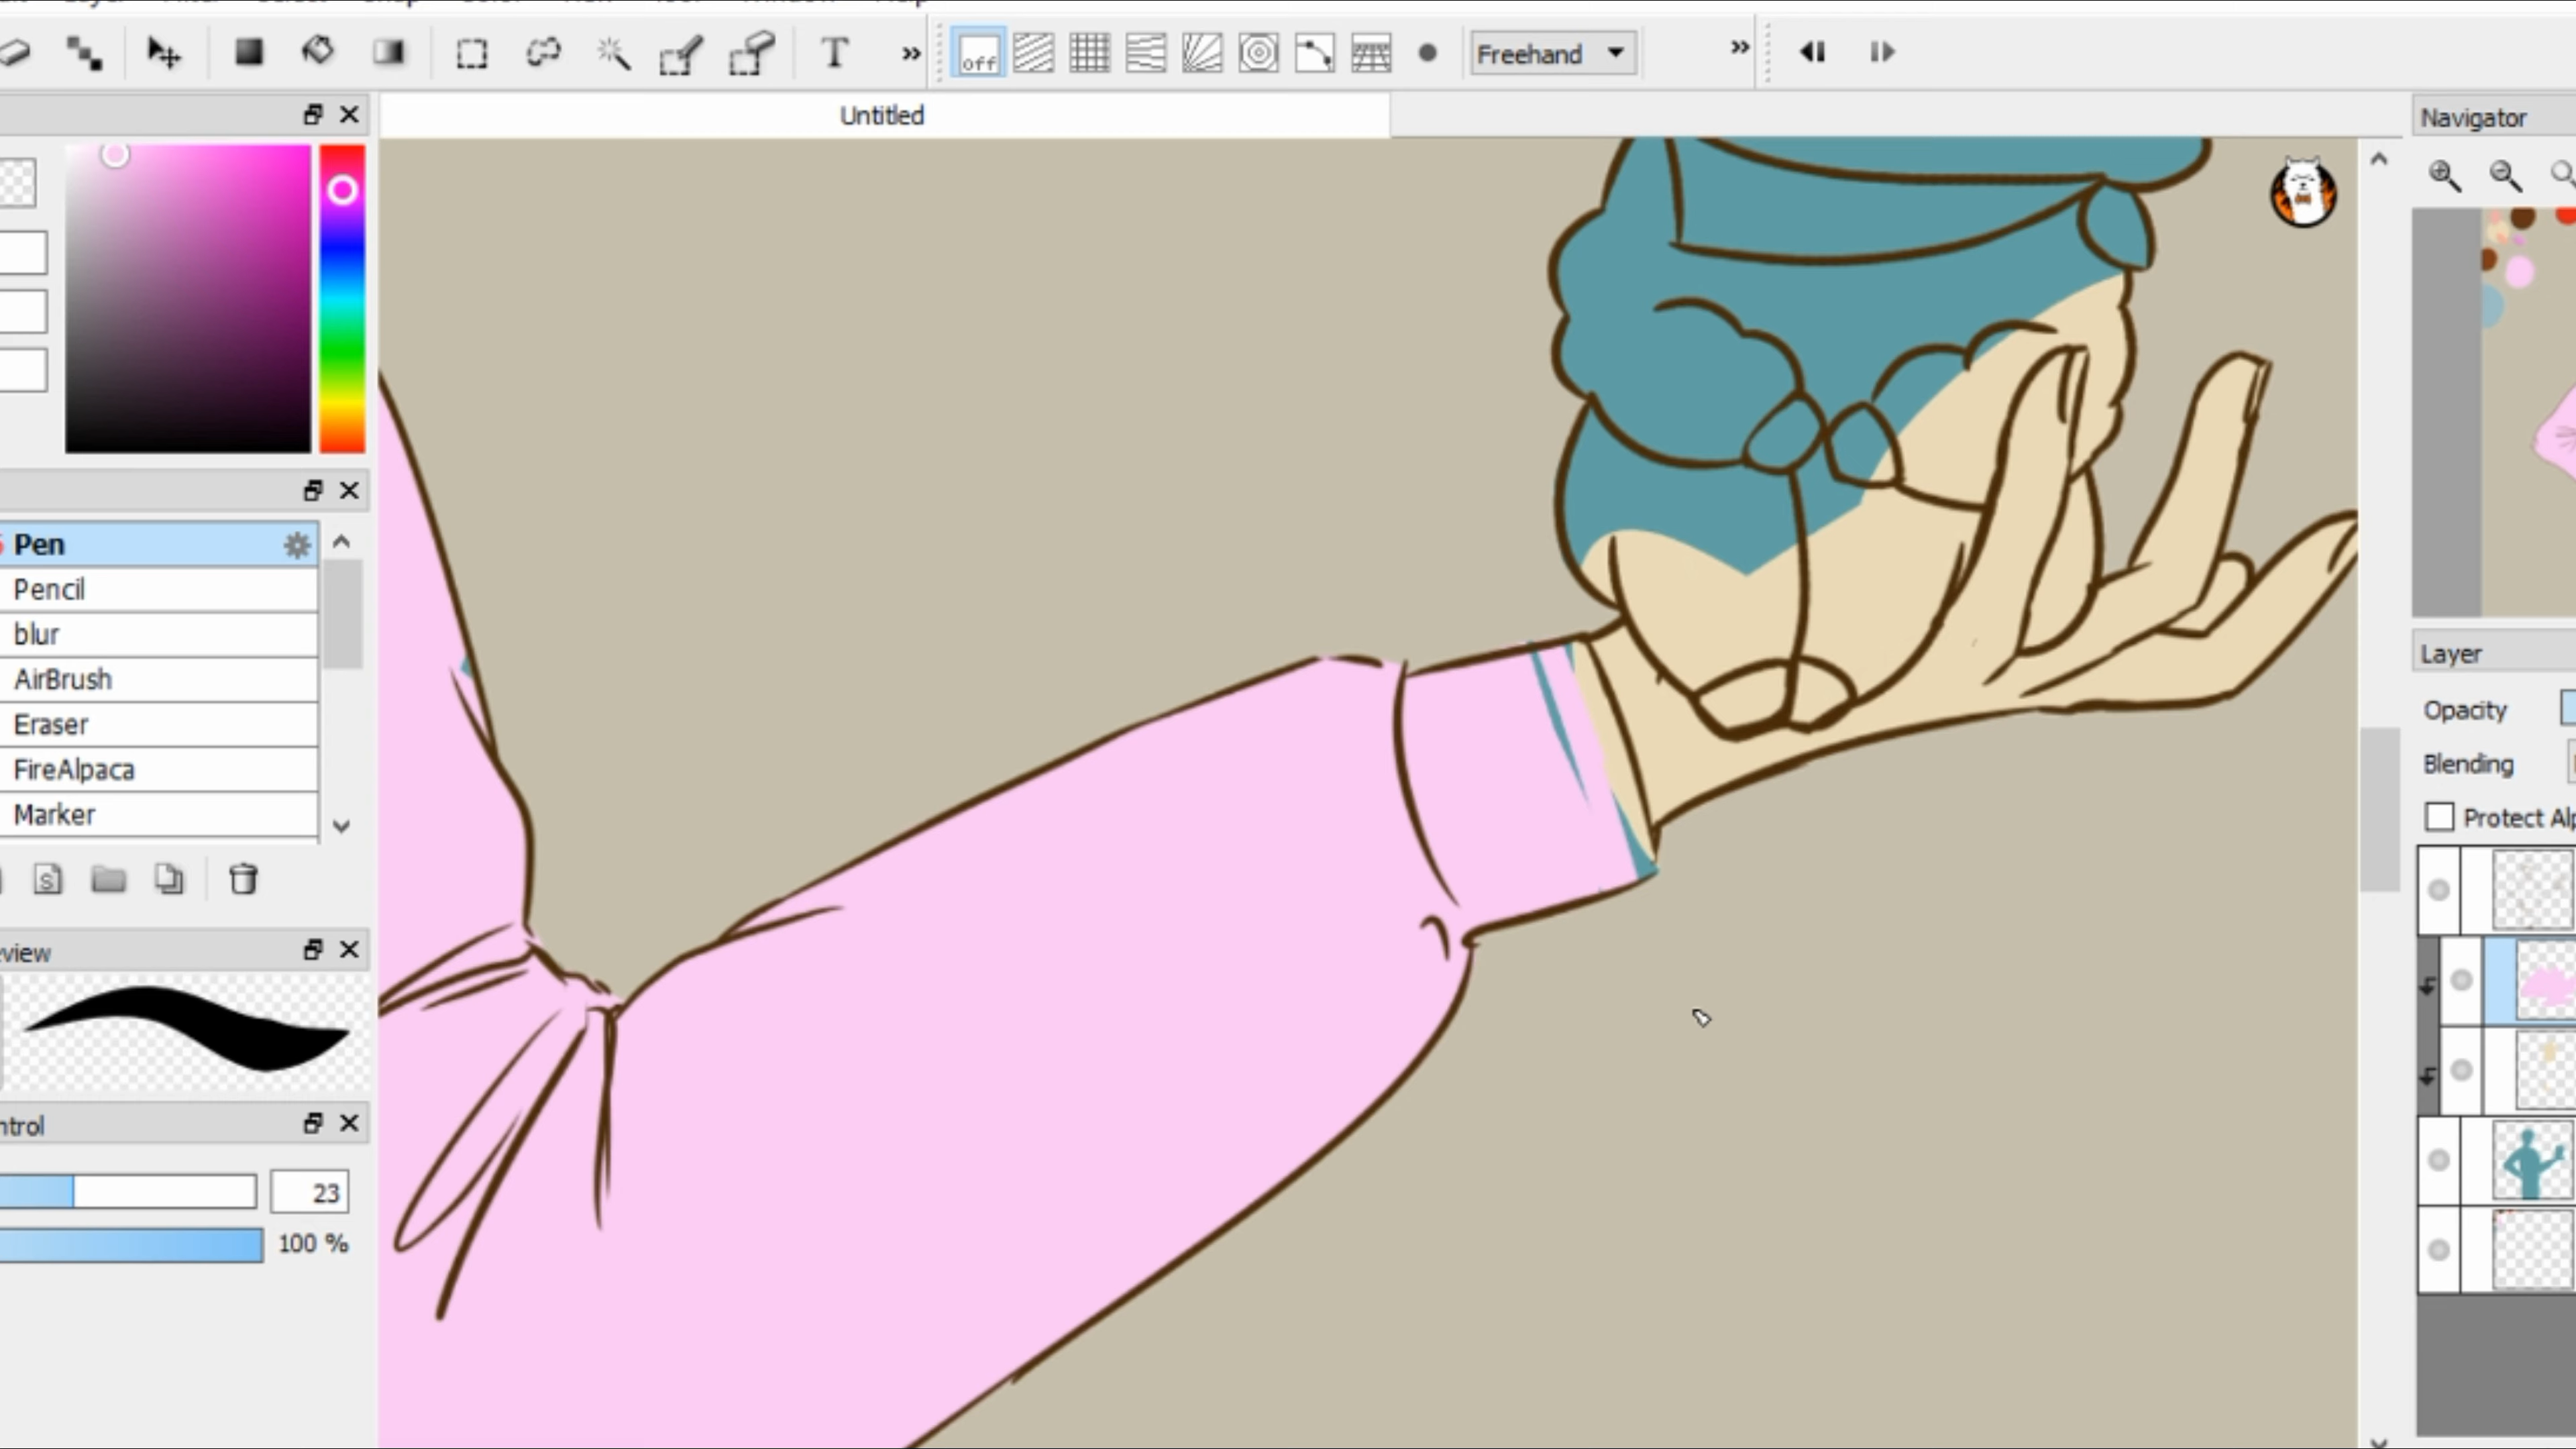 T
off
Freehand
Untitled
Navigator
Pen
Pencil
blur
AirBrush
Eraser
FireAlpaca
Marker
Layer
Opacity
Blending
Protect Alp
S
eview
ntrol
23
100 %